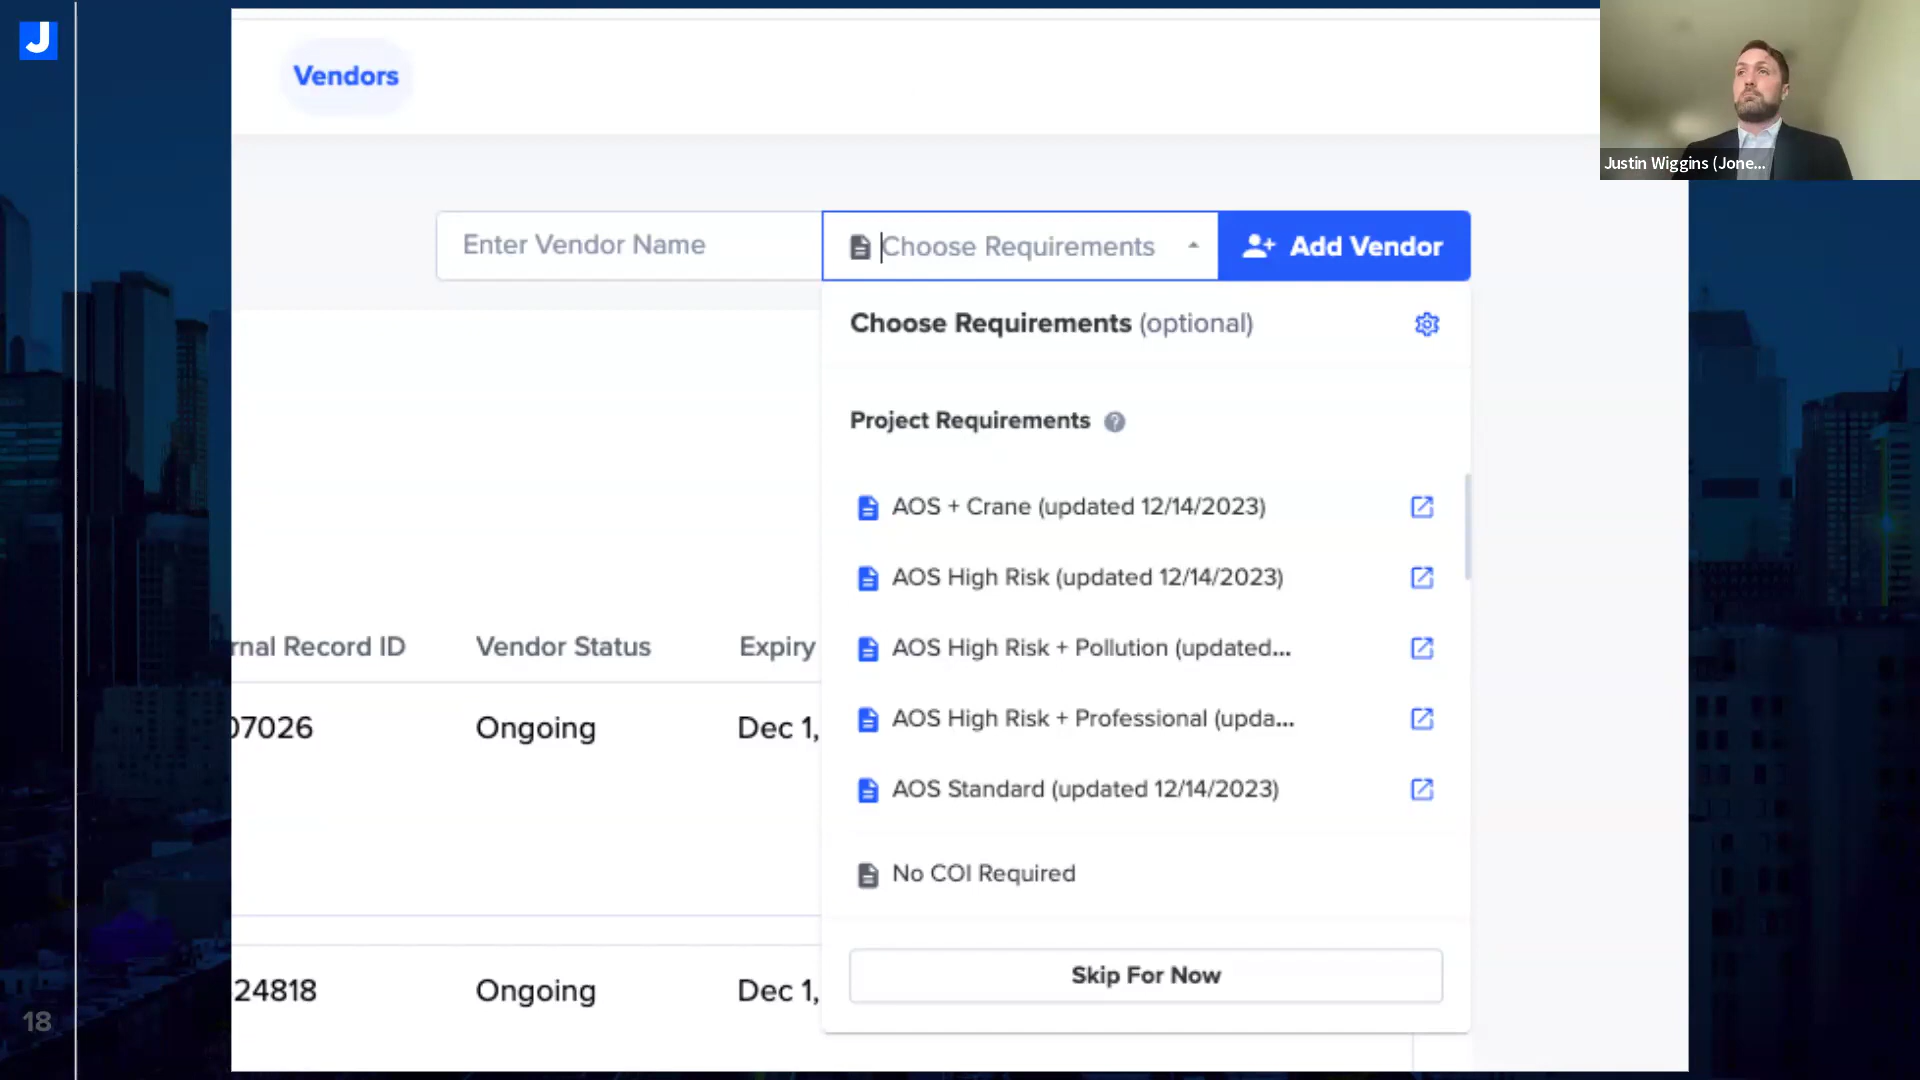 J
Vendors
Justin Wiggins (Jone...
Enter Vendor Name
Choose Requirements
Add Vendor
Choose Requirements (optional)
Project Requirements
?
AOS + Crane (updated 12/14/2023)
AOS High Risk (updated 12/14/2023)
rnal Record ID Vendor Status Expiry
AOS High Risk + Pollution (updated...
07026 Ongoing Dec 1,
AOS High Risk + Professional (upda...
AOS Standard (updated 12/14/2023)
No COI Required
24818 Ongoing Dec 1,
Skip For Now
18